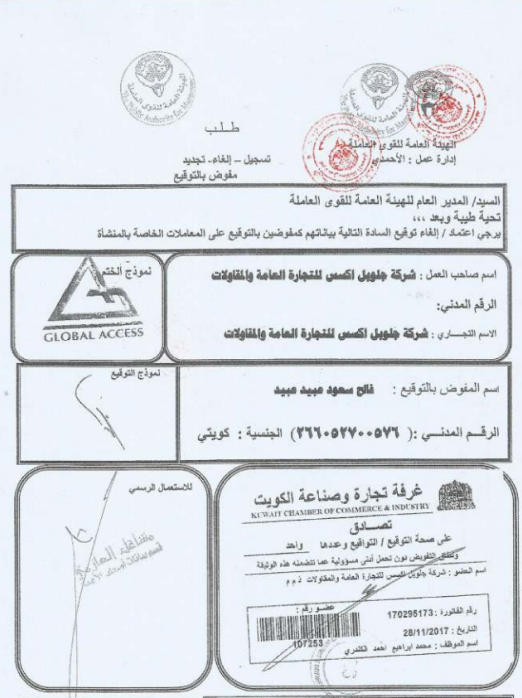 طلب
الهيئة العامة للقوى العاملة
إدارة عمل : الأحمدي
تسجيل – إلغاء- تجديد
مفوض بالتوقيع
السيد/ المدير العام للهيئة العامة للقوى العاملة
تحية طيبة وبعد ،،،
يرجي اعتماد / إلغاء توقيع السادة التالية بياناتهم كمفوضين بالتوقيع على المعاملات الخاصة بالمنشأة
اسم صاحب العمل : شركة جلوبل اكسس للتجارة العامة والمقاولات
الرقم المدني:
الاسم التجاري : شركة جلوبل اكسس للتجارة العامة والمقاولات
نموذج الختم
GLOBAL ACCESS
اسم المفوض بالتوقيع : فالح سعود عبيد عبيد
الرقم المدني :( ٢٦٦٠٥٢٧٠٠٥٧٦) الجنسية : كويتي
نموذج التوقيع
غرفة تجارة وصناعة الكويت
KUWAIT CHAMBER OF COMMERCE & INDUSTRY
تصادق
على صحة التوقيع / التواقيع وعددها واحد
التفويض دون تحمل أدنى مسؤولية عما تتضمنه هذه الوثيقة
اسم العضو : شركة جلوبل اكسس للتجارة العامة والمقاولات ذ م م
عضو رقم :
107253
رقم الفاتورة : 170295173
التاريخ : 28/11/2017
اسم الموظف : محمد ابراهيم احمد الكندري
للاستعمال الرسمي